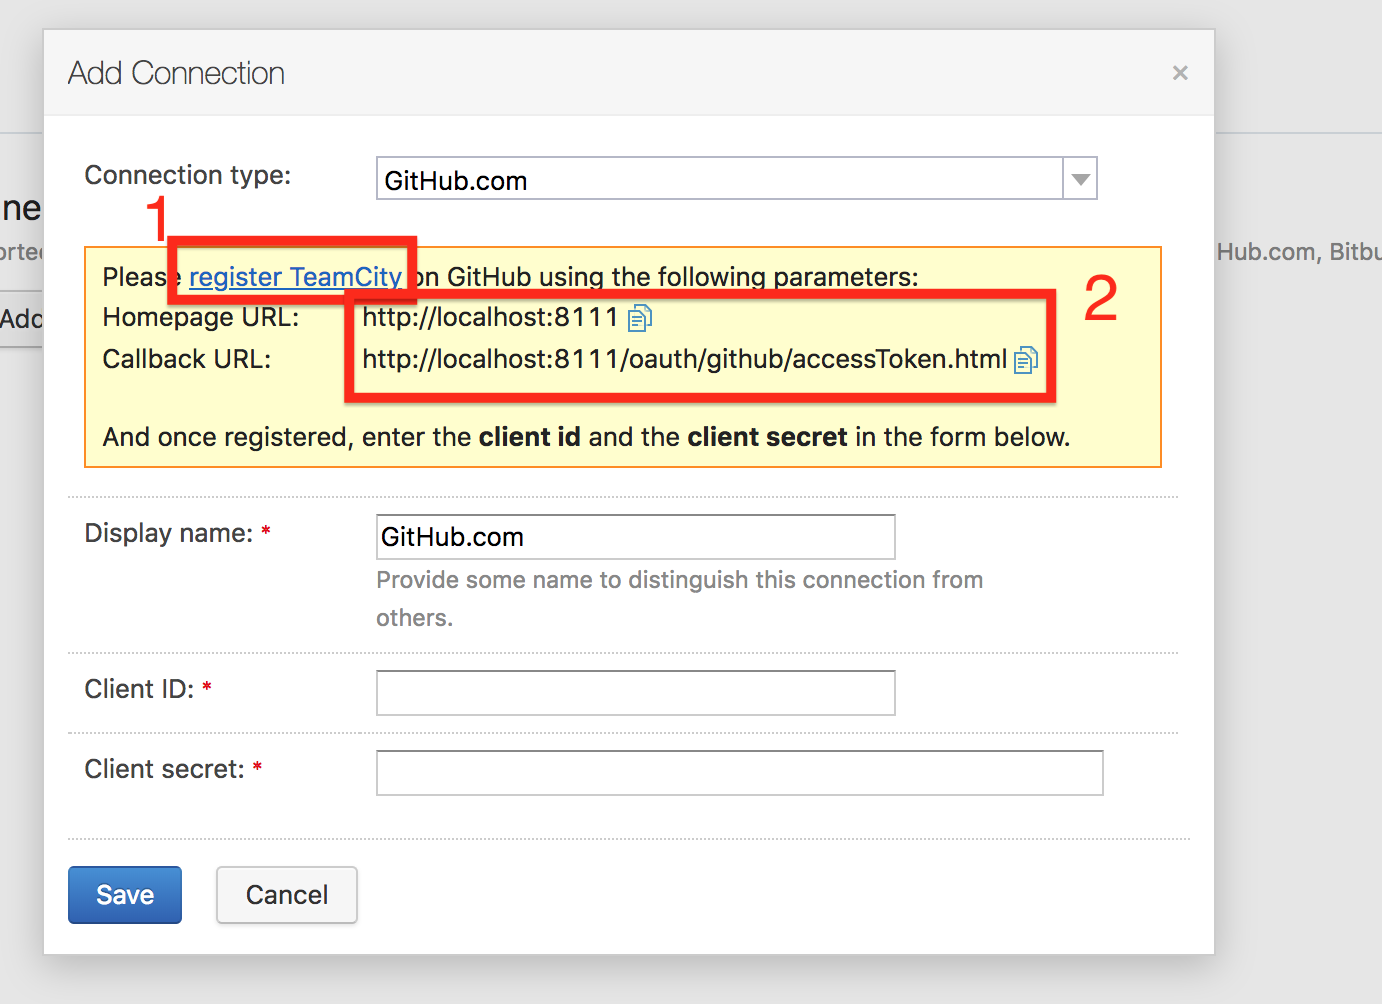 Add Connection
×
Connection type:
GitHub.com
1
Please register TeamCity on GitHub using the following parameters:
Homepage URL: http://localhost:8111
2
Callback URL: http://localhost:8111/oauth/github/accessToken.html
And once registered, enter the client id and the client secret in the form below.
Display name: *
GitHub.com
Provide some name to distinguish this connection from
others.
Client ID: *
Client secret: *
Save
Cancel
ne
orted
Add
Hub.com, Bitbu